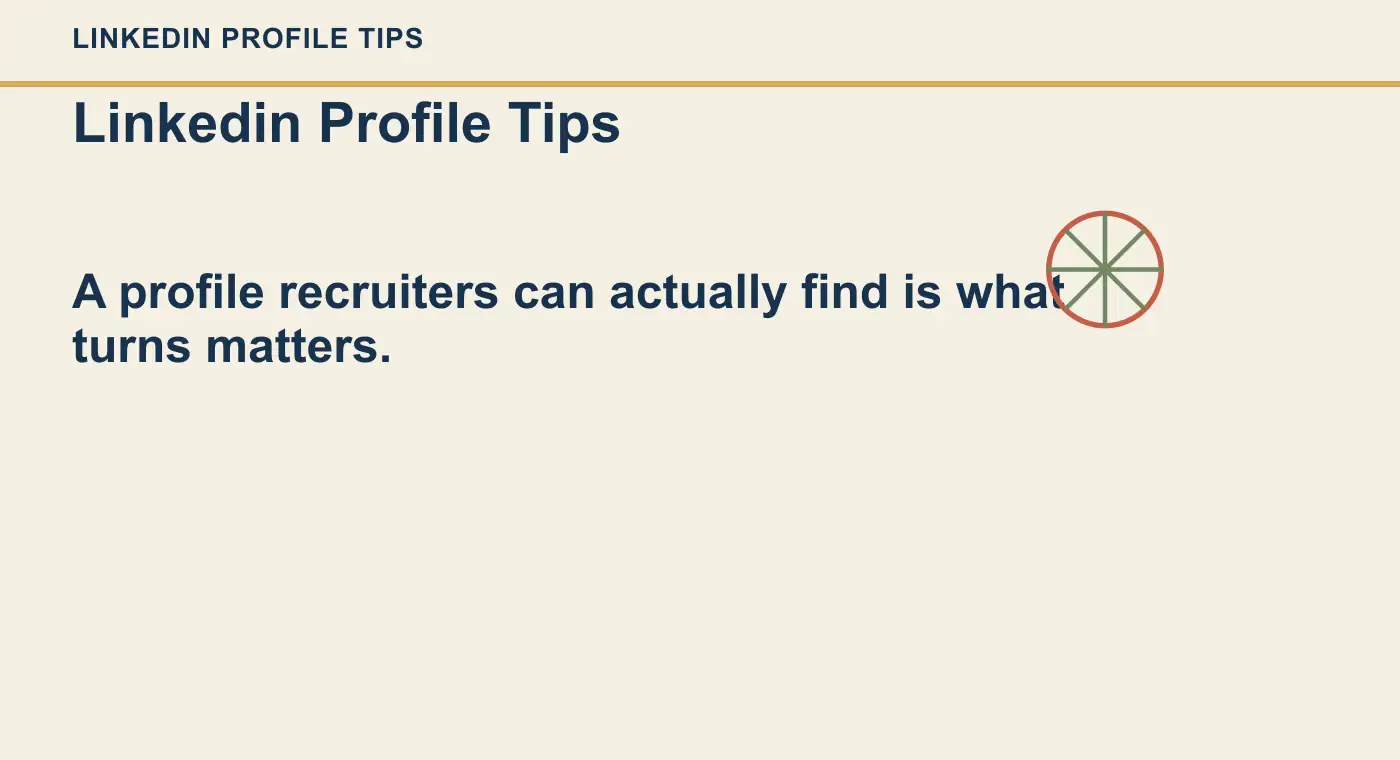 LINKEDIN PROFILE TIPS
Linkedin Profile Tips
A profile recruiters can actually find is what
turns matters.